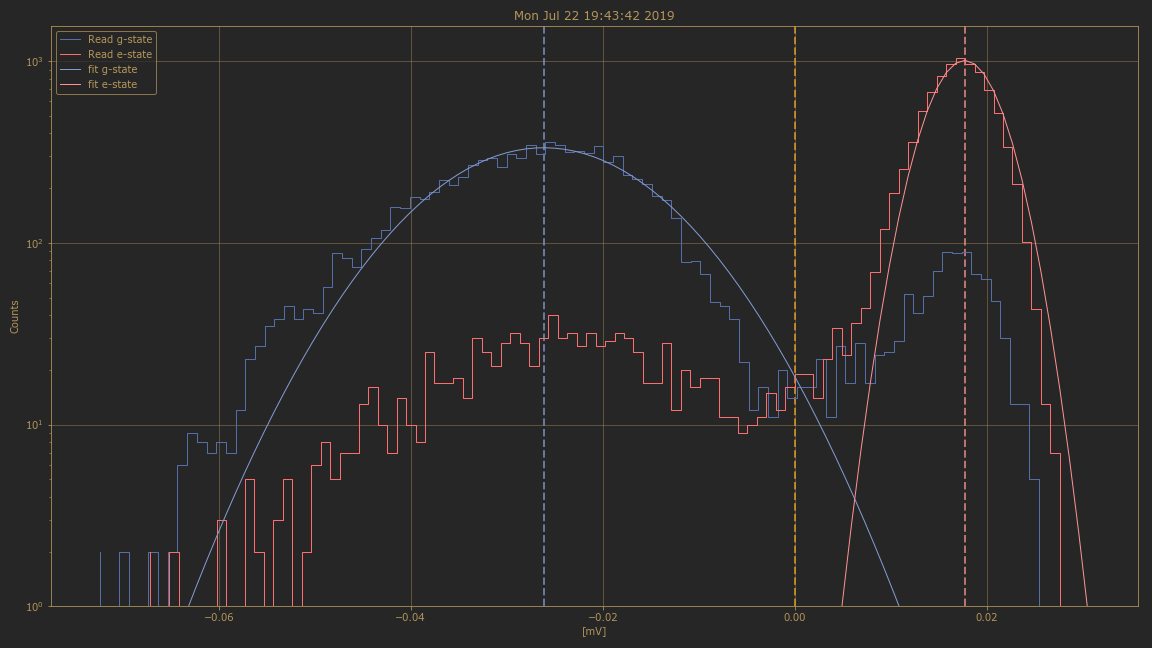 Mon Jul 22 19:43:42 2019
Read g-state
Read e-state
fit g-state
fit e-state
Counts
10³
10²
10¹
10⁰
−0.06
−0.04
−0.02
0.00
0.02
[mV]